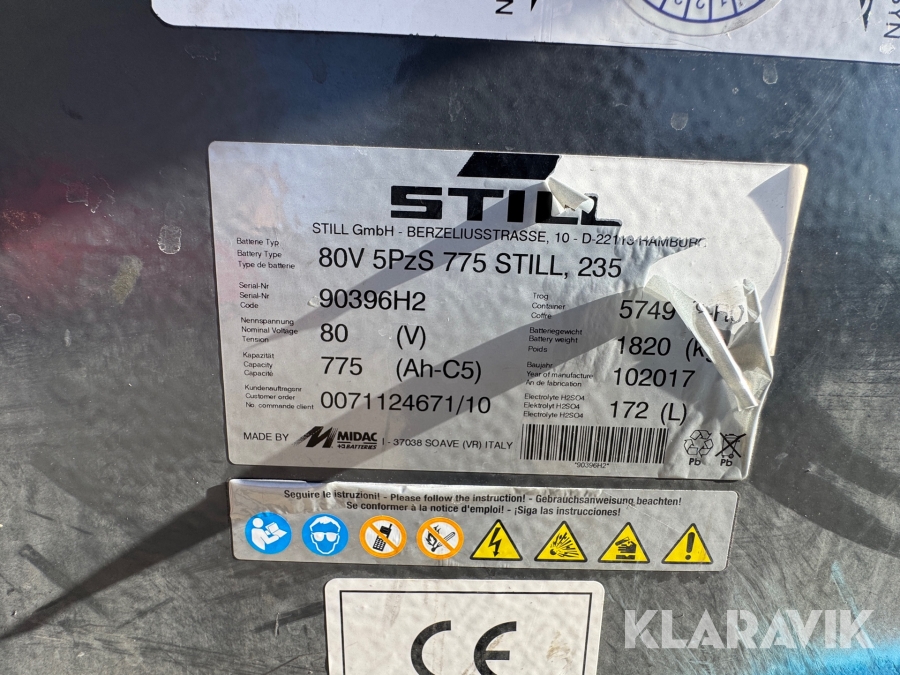 STILL
STILL GmbH - BERZELIUSSTRASSE, 10 - D-22113 HAMBURG
Batterie Typ
Battery Type
Type de batterie
80V 5PzS 775 STILL, 235
Serial-Nr
Serial-Nr
Code
90396H2
Trog
Container
Coffre
5749
Nennspannung
Nominal Voltage
Tension
80 (V)
Batteriegewicht
Battery weight
Poids
1820 (kg
Kapazität
Capacity
Capacité
775 (Ah-C5)
Baujahr
Year of manufacture
An de fabrication
102017
Kundenauftragsnr
Customer order
No. commande client
0071124671/10
Electrolyte H2SO4
Elektrolyt H2SO4
Electrolyte H2SO4
172 (L)
MADE BY MIDAC BATTERIES I - 37038 SOAVE (VR) ITALY
*90396H2*
Pb Pb
Seguire le istruzioni! - Please follow the instruction! - Gebrauchsanweisung beachten!
Se conformer à la notice d'emploi! - ¡Siga las instrucciones!
CE
KLARAVIK